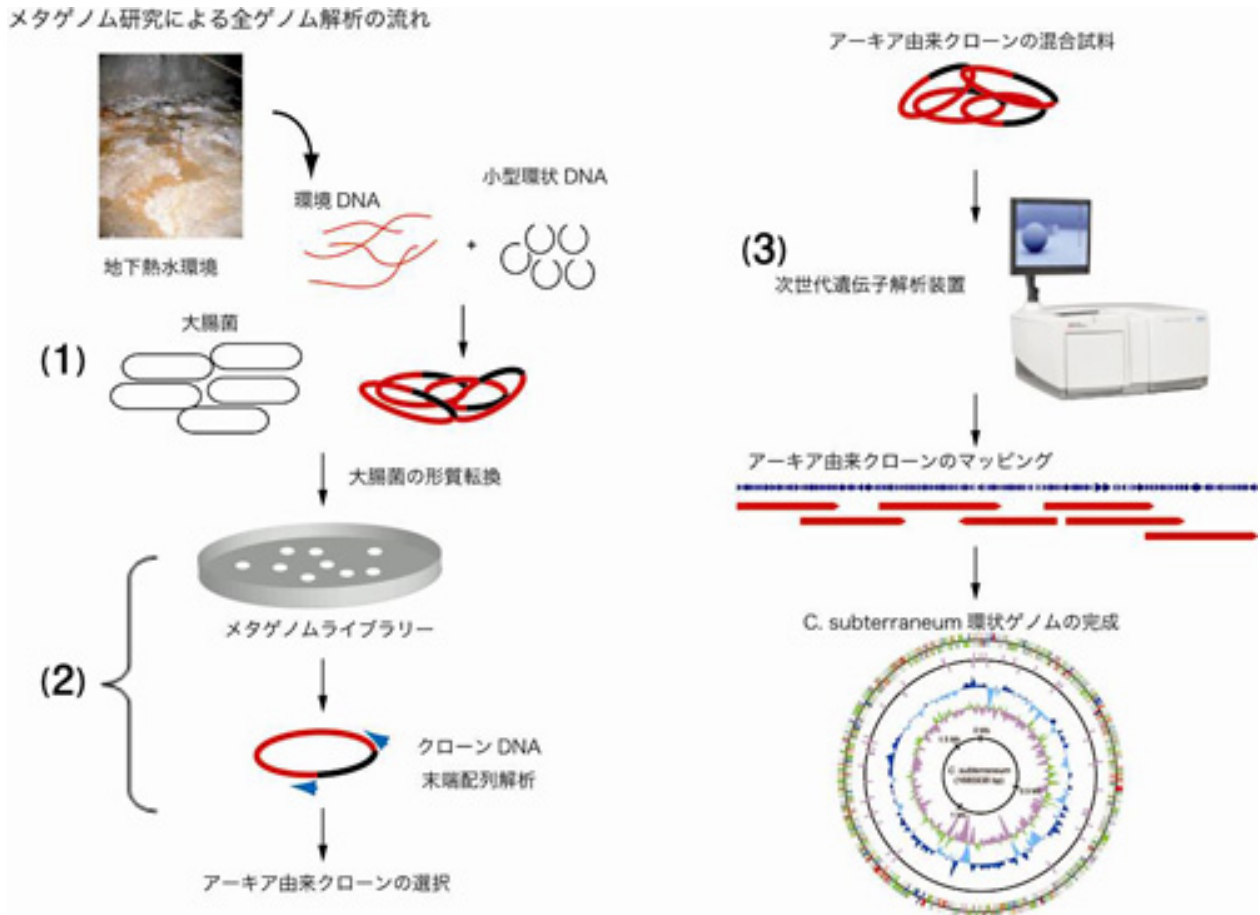 メタゲノム研究による全ゲノム解析の流れ
環境 DNA
小型環状 DNA
+
地下熱水環境
(1)
大腸菌
大腸菌の形質転換
メタゲノムライブラリー
(2)
クローン DNA
末端配列解析
アーキア由来クローンの選択
アーキア由来クローンの混合試料
(3)
次世代遺伝子解析装置
アーキア由来クローンのマッピング
C. subterraneum 環状ゲノムの完成
C. subterraneum